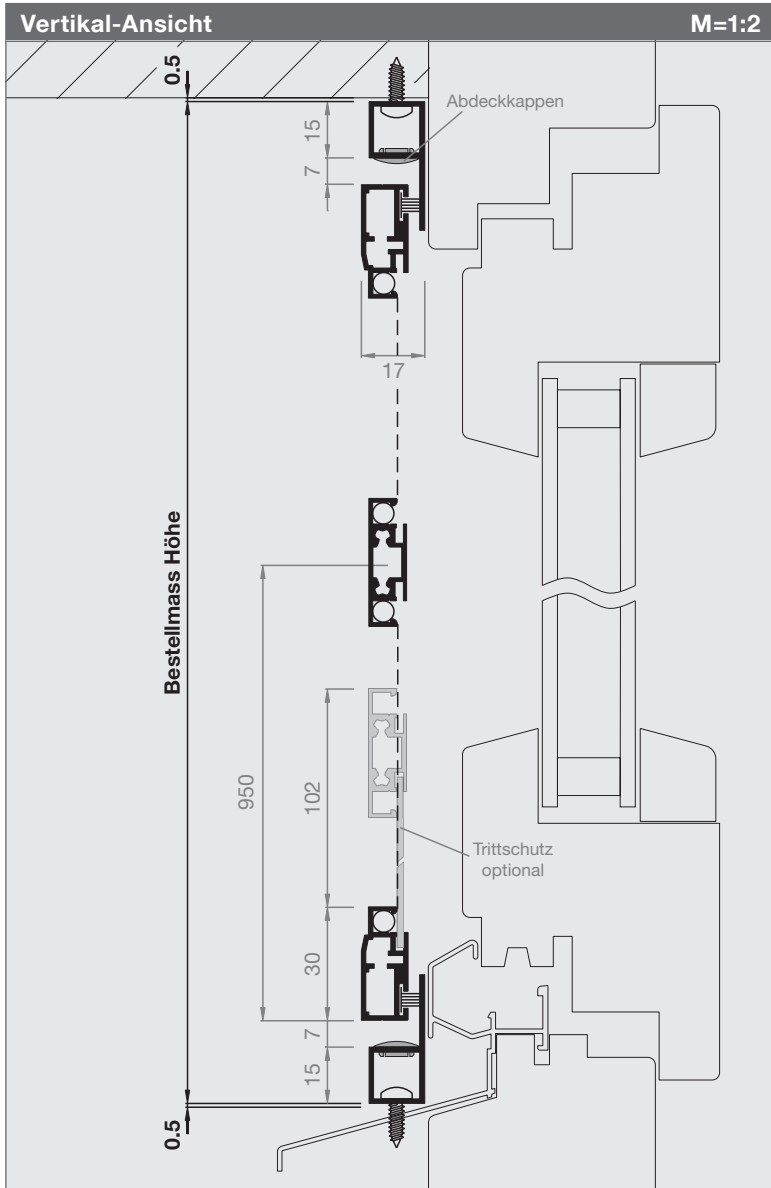 Vertikal-Ansicht M=1:2
0.5
15
Abdeckkappen
7
17
Bestellmass Höhe
950
102
Trittschutz
optional
30
7
15
0.5